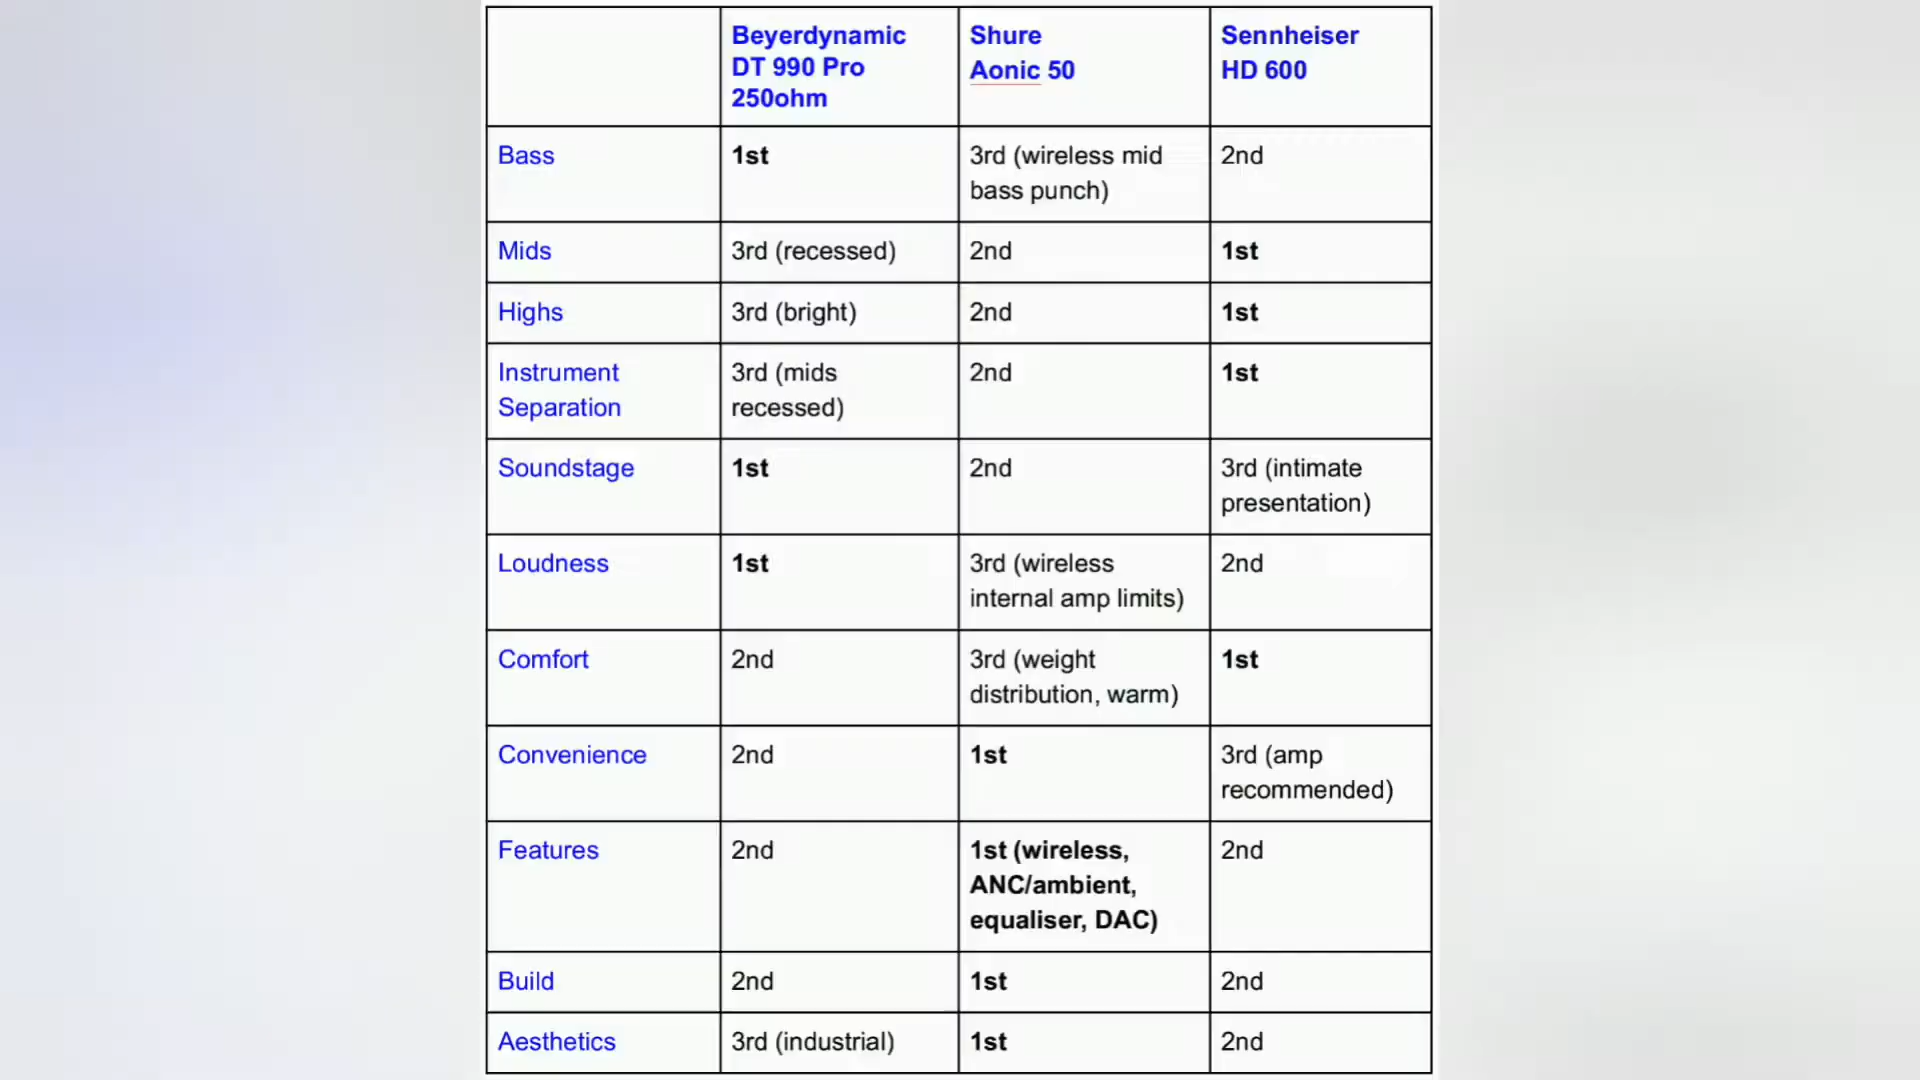 Beyerdynamic
DT 990 Pro
250ohm
Shure
Aonic 50
Sennheiser
HD 600
Bass
1st
3rd (wireless mid
bass punch)
2nd
Mids
3rd (recessed)
2nd
1st
Highs
3rd (bright)
2nd
1st
Instrument
Separation
3rd (mids
recessed)
2nd
1st
Soundstage
1st
2nd
3rd (intimate
presentation)
Loudness
1st
3rd (wireless
internal amp limits)
2nd
Comfort
2nd
3rd (weight
distribution, warm)
1st
Convenience
2nd
1st
3rd (amp
recommended)
Features
2nd
1st (wireless,
ANC/ambient,
equaliser, DAC)
2nd
Build
2nd
1st
2nd
Aesthetics
3rd (industrial)
1st
2nd